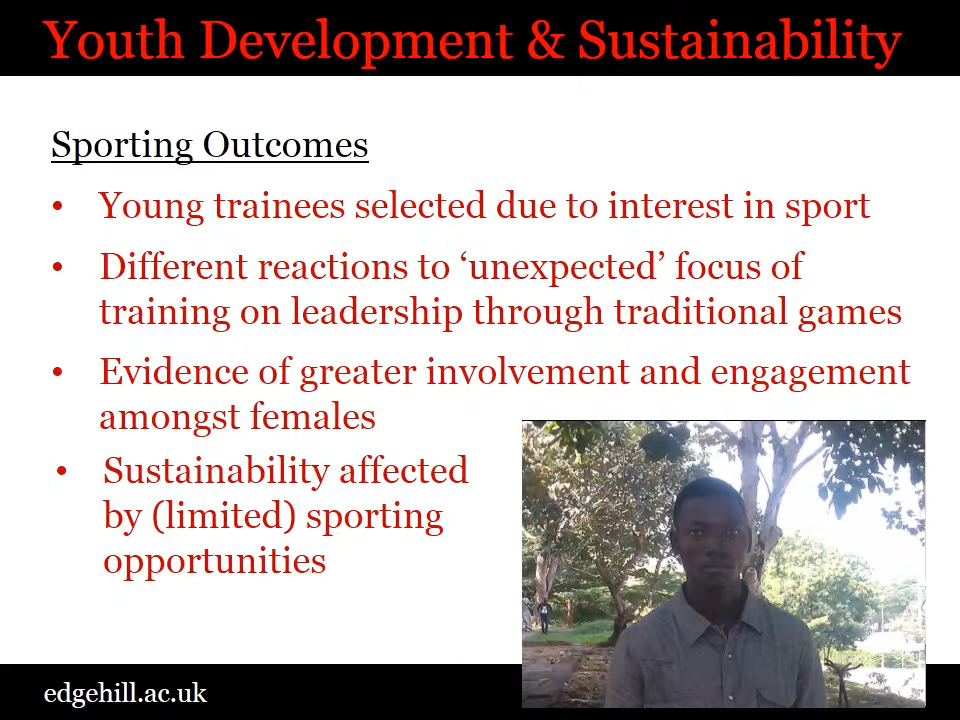 Youth Development & Sustainability
Sporting Outcomes
• Young trainees selected due to interest in sport
• Different reactions to ‘unexpected’ focus of
training on leadership through traditional games
• Evidence of greater involvement and engagement
amongst females
• Sustainability affected
by (limited) sporting
opportunities
edgehill.ac.uk